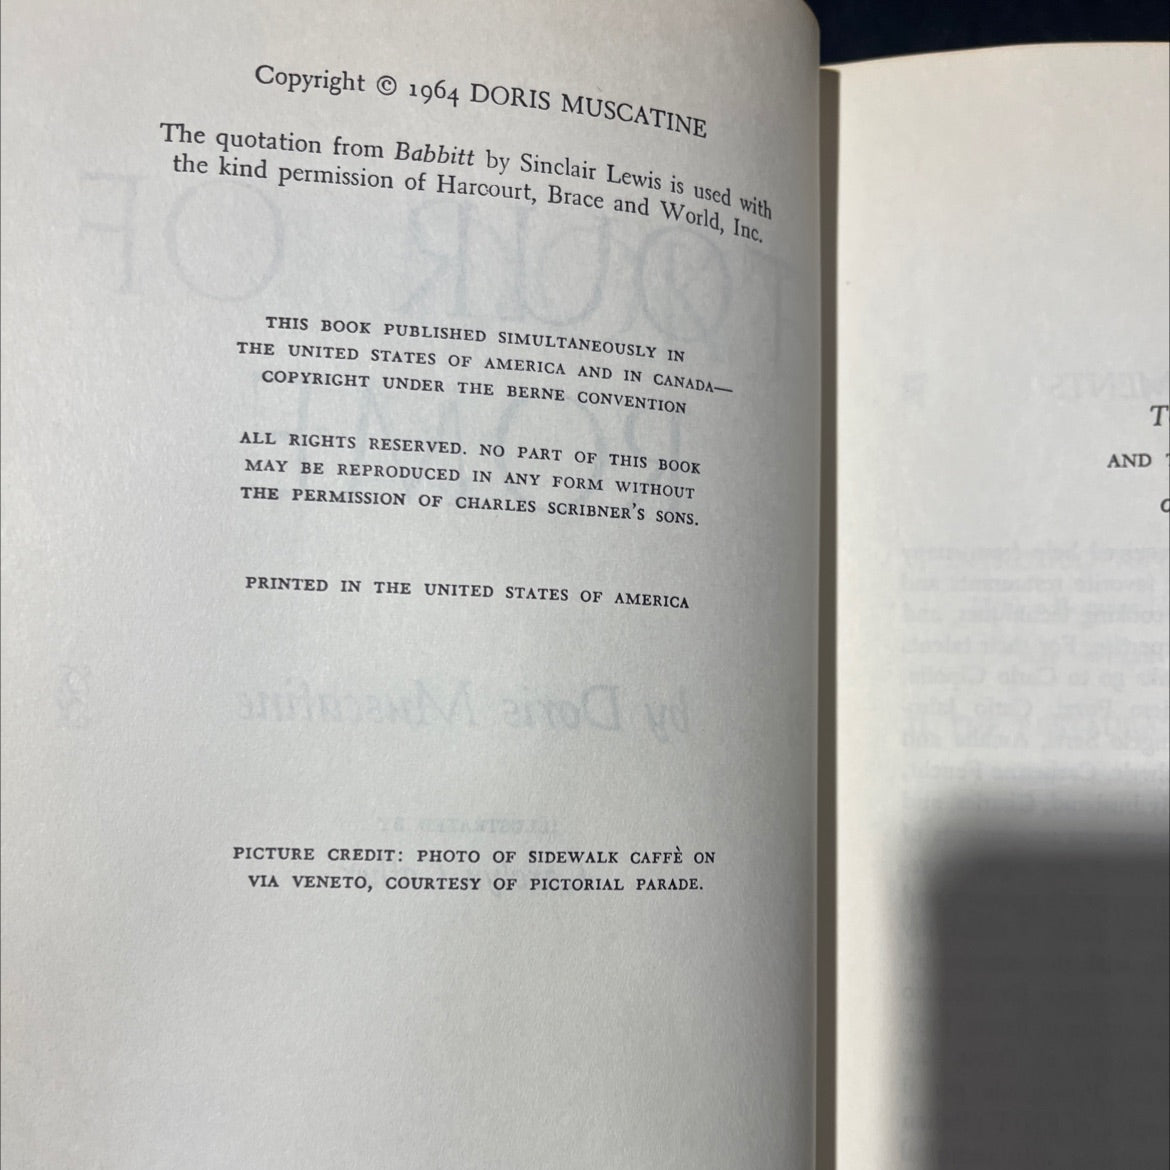 Copyright © 1964 DORIS MUSCATINE
The quotation from Babbitt by Sinclair Lewis is used with
the kind permission of Harcourt, Brace and World, Inc.
THIS BOOK PUBLISHED SIMULTANEOUSLY IN
THE UNITED STATES OF AMERICA AND IN CANADA—
COPYRIGHT UNDER THE BERNE CONVENTION
ALL RIGHTS RESERVED. NO PART OF THIS BOOK
MAY BE REPRODUCED IN ANY FORM WITHOUT
THE PERMISSION OF CHARLES SCRIBNER'S SONS.
PRINTED IN THE UNITED STATES OF AMERICA
PICTURE CREDIT: PHOTO OF SIDEWALK CAFFÈ ON
VIA VENETO, COURTESY OF PICTORIAL PARADE.
AND